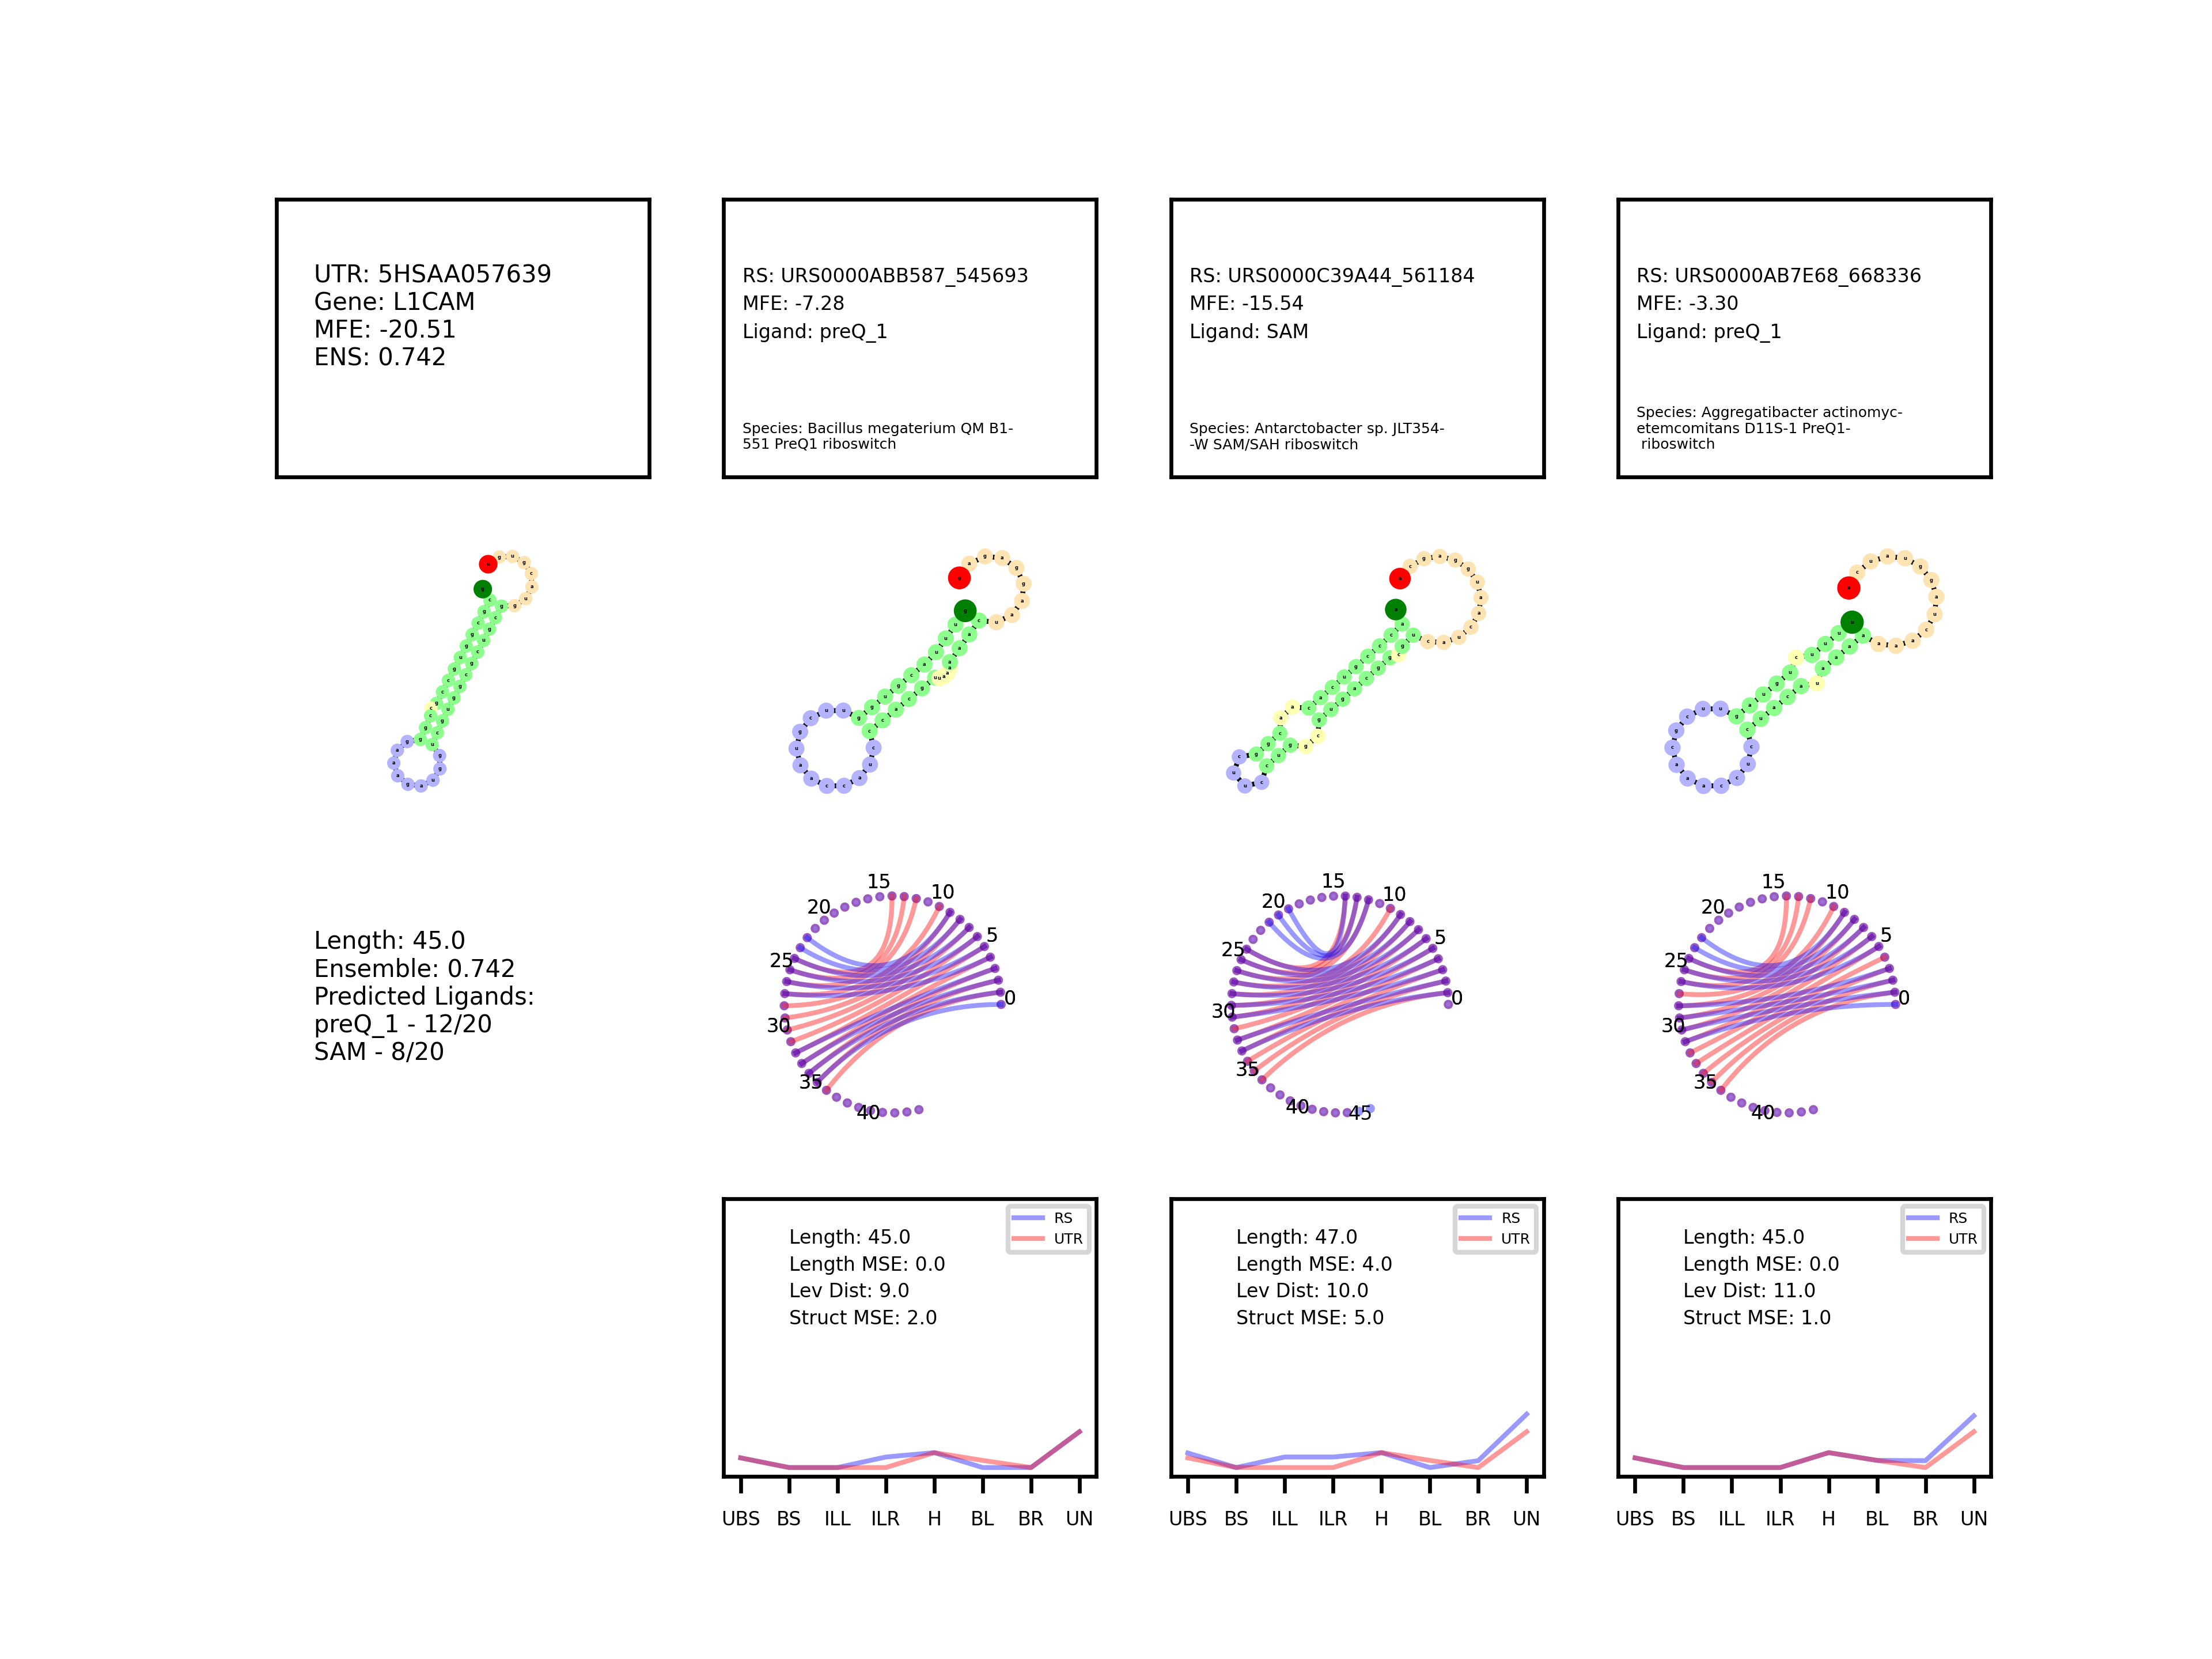 UTR: 5HSAA057639
Gene: L1CAM
MFE: -20.51
ENS: 0.742
RS: URS0000ABB587_545693
MFE: -7.28
Ligand: preQ_1
Species: Bacillus megaterium QM B1-
551 PreQ1 riboswitch
RS: URS0000C39A44_561184
MFE: -15.54
Ligand: SAM
Species: Antarctobacter sp. JLT354-
-W SAM/SAH riboswitch
RS: URS0000AB7E68_668336
MFE: -3.30
Ligand: preQ_1
Species: Aggregatibacter actinomyc-
etemcomitans D11S-1 PreQ1-
riboswitch
Length: 45.0
Ensemble: 0.742
Predicted Ligands:
preQ_1 - 12/20
SAM - 8/20
0
5
10
15
20
25
30
35
40
0
5
10
15
20
25
30
35
40
45
0
5
10
15
20
25
30
35
40
RS
UTR
Length: 45.0
Length MSE: 0.0
Lev Dist: 9.0
Struct MSE: 2.0
UBS BS ILL ILR H BL BR UN
RS
UTR
Length: 47.0
Length MSE: 4.0
Lev Dist: 10.0
Struct MSE: 5.0
UBS BS ILL ILR H BL BR UN
RS
UTR
Length: 45.0
Length MSE: 0.0
Lev Dist: 11.0
Struct MSE: 1.0
UBS BS ILL ILR H BL BR UN